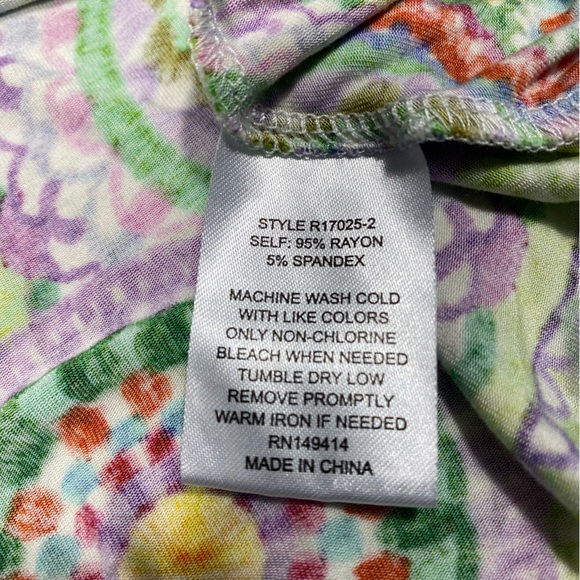 STYLE R17025-2
SELF: 95% RAYON
5% SPANDEX
MACHINE WASH COLD
WITH LIKE COLORS
ONLY NON-CHLORINE
BLEACH WHEN NEEDED
TUMBLE DRY LOW
REMOVE PROMPTLY
WARM IRON IF NEEDED
RN149414
MADE IN CHINA